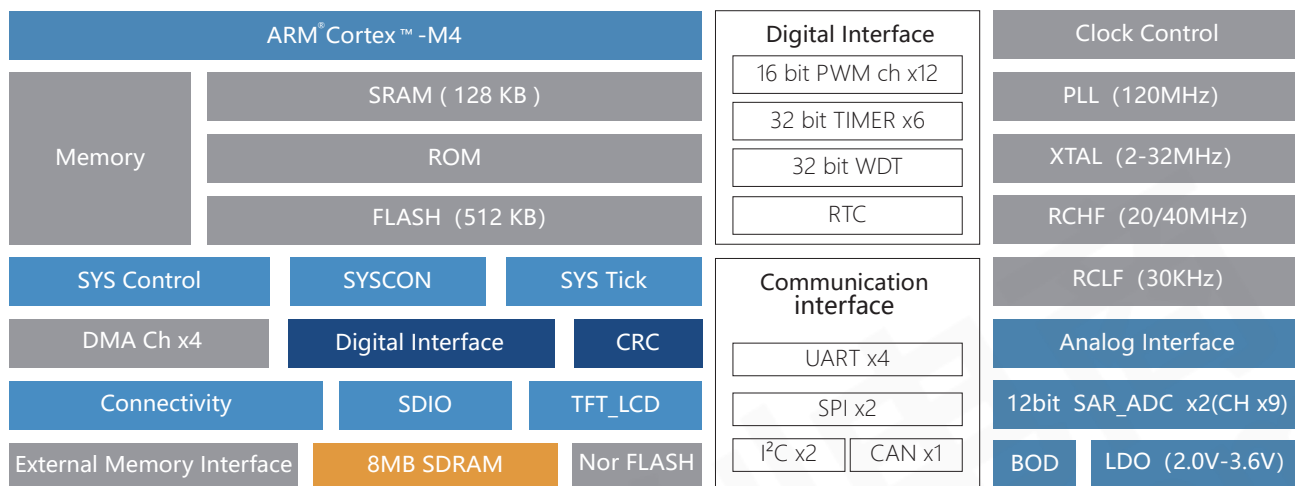 ARM®Cortex™-M4
Memory
SRAM ( 128 KB )
ROM
FLASH (512 KB)
SYS Control
SYSCON
SYS Tick
DMA Ch x4
Digital Interface
CRC
Connectivity
SDIO
TFT_LCD
External Memory Interface
8MB SDRAM
Nor FLASH
Digital Interface
16 bit PWM ch x12
32 bit TIMER x6
32 bit WDT
RTC
Communication
interface
UART x4
SPI x2
I²C x2
CAN x1
Clock Control
PLL (120MHz)
XTAL (2-32MHz)
RCHF (20/40MHz)
RCLF (30KHz)
Analog Interface
12bit SAR_ADC x2(CH x9)
BOD
LDO (2.0V-3.6V)